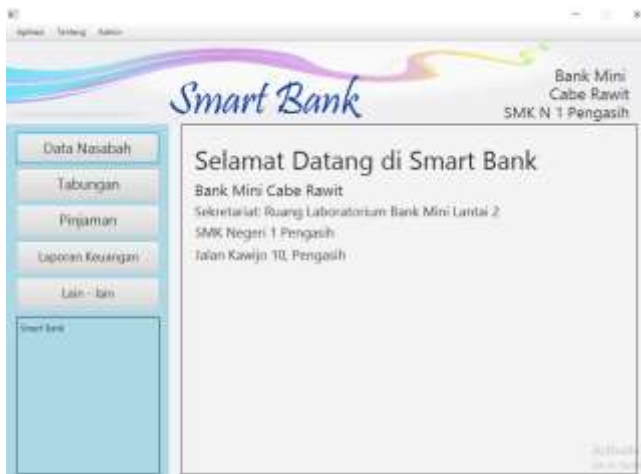 Aplikasi Tentang Admin
Smart Bank
Bank Mini
Cabe Rawit
SMK N 1 Pengasih
Data Nasabah
Tabungan
Pinjaman
Laporan Keuangan
Lain - lain
Smart Bank
Selamat Datang di Smart Bank
Bank Mini Cabe Rawit
Sekretariat: Ruang Laboratorium Bank Mini Lantai 2
SMK Negeri 1 Pengasih
Jalan Kawijo 10, Pengasih